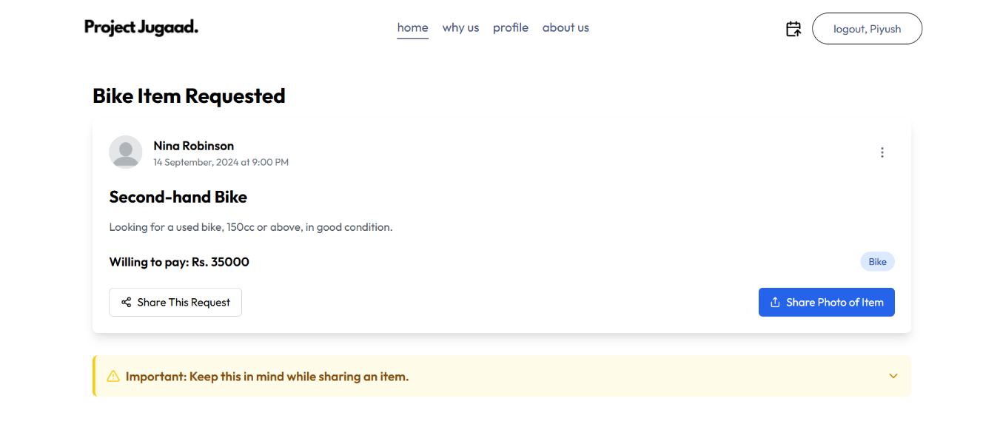 Project Jugaad.
home why us profile about us
logout, Piyush
Bike Item Requested
Nina Robinson
14 September, 2024 at 9:00 PM
Second-hand Bike
Looking for a used bike, 150cc or above, in good condition.
Willing to pay: Rs. 35000
Bike
Share This Request
Share Photo of Item
Important: Keep this in mind while sharing an item.